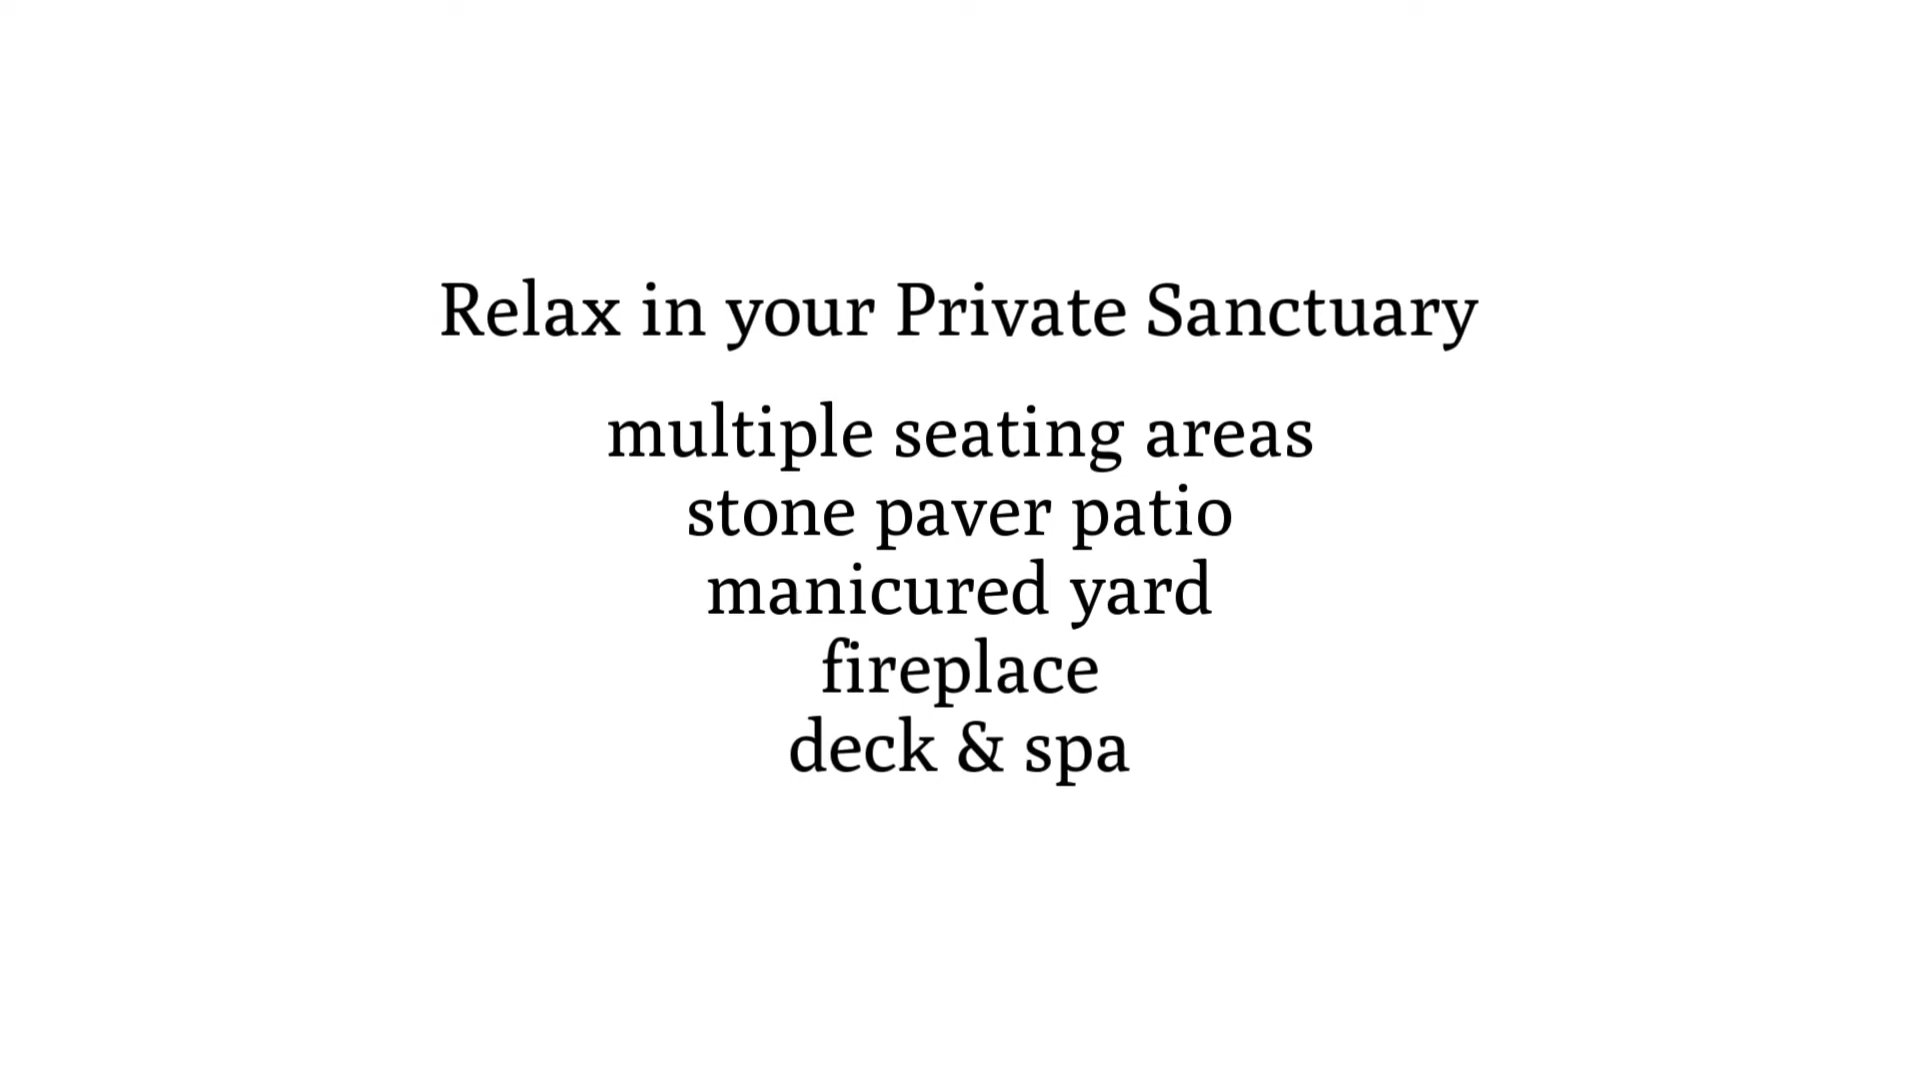 Relax in your Private Sanctuary
multiple seating areas
stone paver patio
manicured yard
fireplace
deck & spa